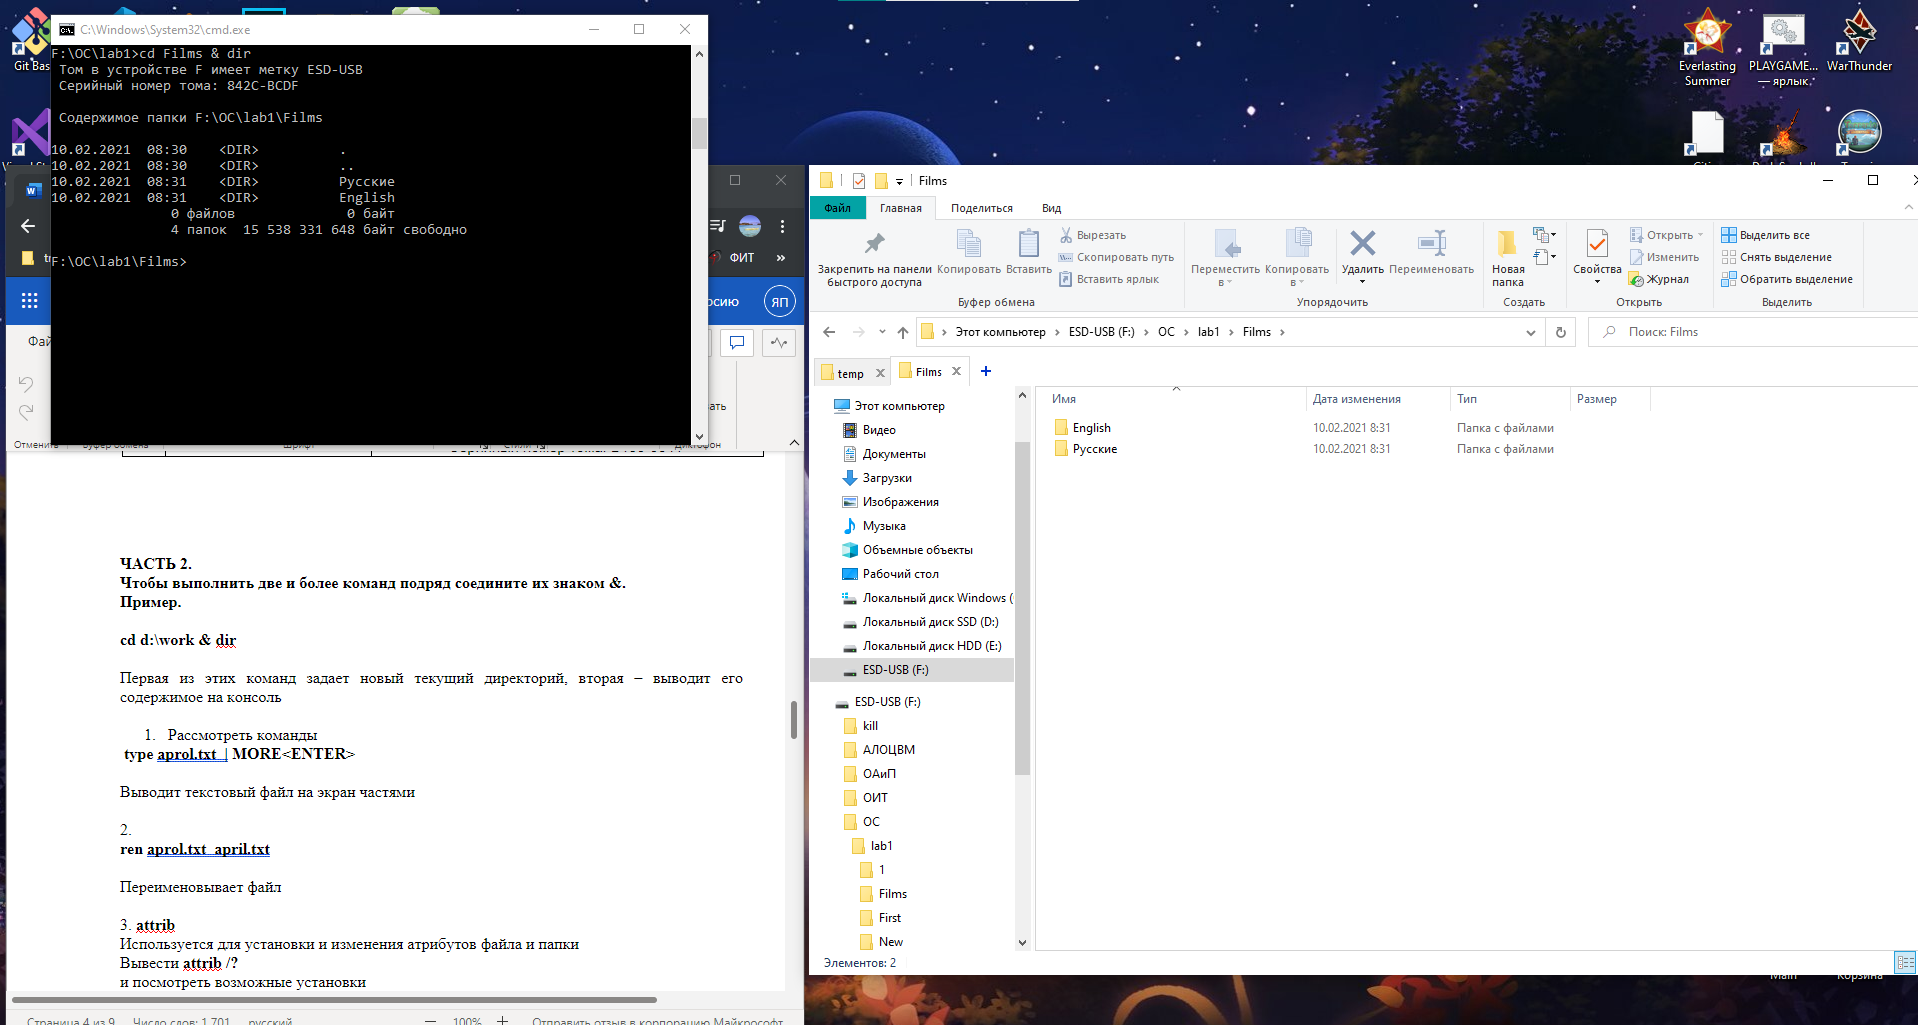 C:\Windows\System32\cmd.exe
F:\OC\lab1>cd Films & dir
Том в устройстве F имеет метку ESD-USB
Серийный номер тома: 842C-BCDF
Содержимое папки F:\OC\lab1\Films
10.02.2021  08:30    <DIR>          .
10.02.2021  08:30    <DIR>          ..
10.02.2021  08:31    <DIR>          Русские
10.02.2021  08:31    <DIR>          English
0 файлов              0 байт
4 папок  15 538 331 648 байт свободно
F:\OC\lab1\Films>
Git Bas
ФИТ
»
рсию
ЯП
Фай
ать
Отменить
Буфер обмена
Шрифт
Стили
Диктофон
ЧАСТЬ 2.
Чтобы выполнить две и более команд подряд соедините их знаком &.
Пример.
cd d:\work & dir
Первая из этих команд задает новый текущий директорий, вторая – выводит его
содержимое на консоль
1. Рассмотреть команды
type aprol.txt | MORE<ENTER>
Выводит текстовый файл на экран частями
2.
ren aprol.txt april.txt
Переименовывает файл
3. attrib
Используется для установки и изменения атрибутов файла и папки
Вывести attrib /?
и посмотреть возможные установки
Страница 4 из 9 Число слов: 1 701 русский
100%
Отправить отзыв в корпорацию Майкрософт
Everlasting
Summer
PLAYGAME...
— ярлык
WarThunder
Films
Файл Главная Поделиться Вид
Закрепить на панели
быстрого доступа
Копировать
Вставить
Вырезать
Скопировать путь
Вставить ярлык
Буфер обмена
Переместить
в
Копировать
в
Удалить
Переименовать
Упорядочить
Новая
папка
Создать
Свойства
Открыть
Изменить
Журнал
Открыть
Выделить все
Снять выделение
Обратить выделение
Выделить
Этот компьютер > ESD-USB (F:) > ОС > lab1 > Films >
Поиск: Films
temp
Films
Имя Дата изменения Тип Размер
English 10.02.2021 8:31 Папка с файлами
Русские 10.02.2021 8:31 Папка с файлами
Этот компьютер
Видео
Документы
Загрузки
Изображения
Музыка
Объемные объекты
Рабочий стол
Локальный диск Windows (
Локальный диск SSD (D:)
Локальный диск HDD (E:)
ESD-USB (F:)
ESD-USB (F:)
kill
АЛОЦВМ
ОАиП
ОИТ
ОС
lab1
1
Films
First
New
Элементов: 2
Main
Корзина